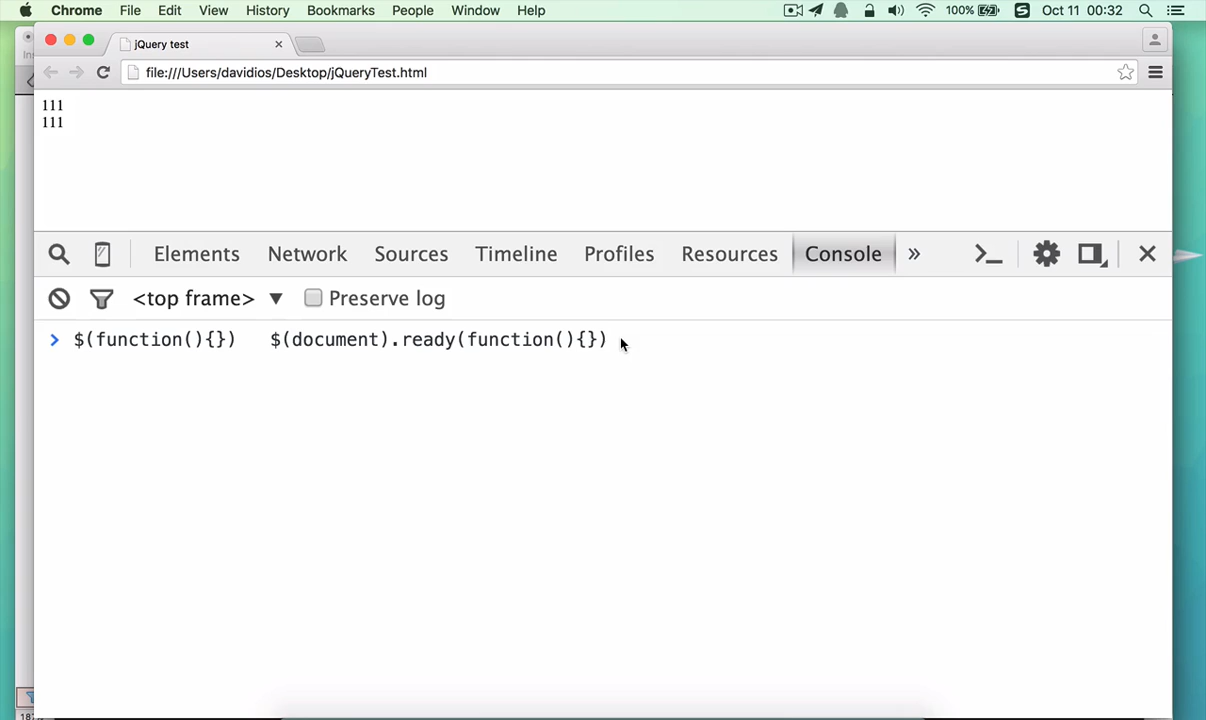 Chrome File Edit View History Bookmarks People Window Help 100% Oct 11 00:32
jQuery test
file:///Users/davidios/Desktop/jQueryTest.html
111
111
Elements Network Sources Timeline Profiles Resources Console »
<top frame> ▼ Preserve log
> $(function(){}) $(document).ready(function(){})